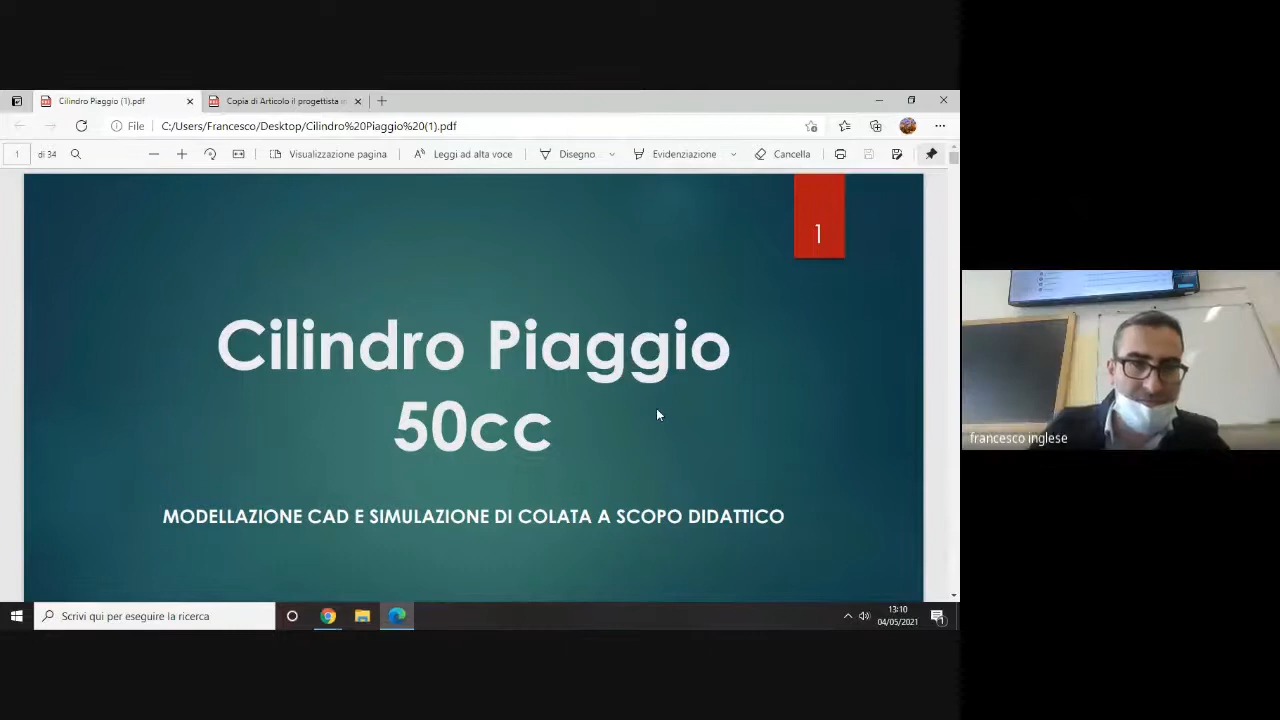 Cilindro Piaggio (1).pdf
Copia di Articolo il progettista in
File
C:/Users/Francesco/Desktop/Cilindro%20Piaggio%20(1).pdf
1
di 34
Visualizzazione pagina
Leggi ad alta voce
Disegno
Evidenziazione
Cancella
1
Cilindro Piaggio
50cc
MODELLAZIONE CAD E SIMULAZIONE DI COLATA A SCOPO DIDATTICO
francesco inglese
Scrivi qui per eseguire la ricerca
13:10
04/05/2021
1